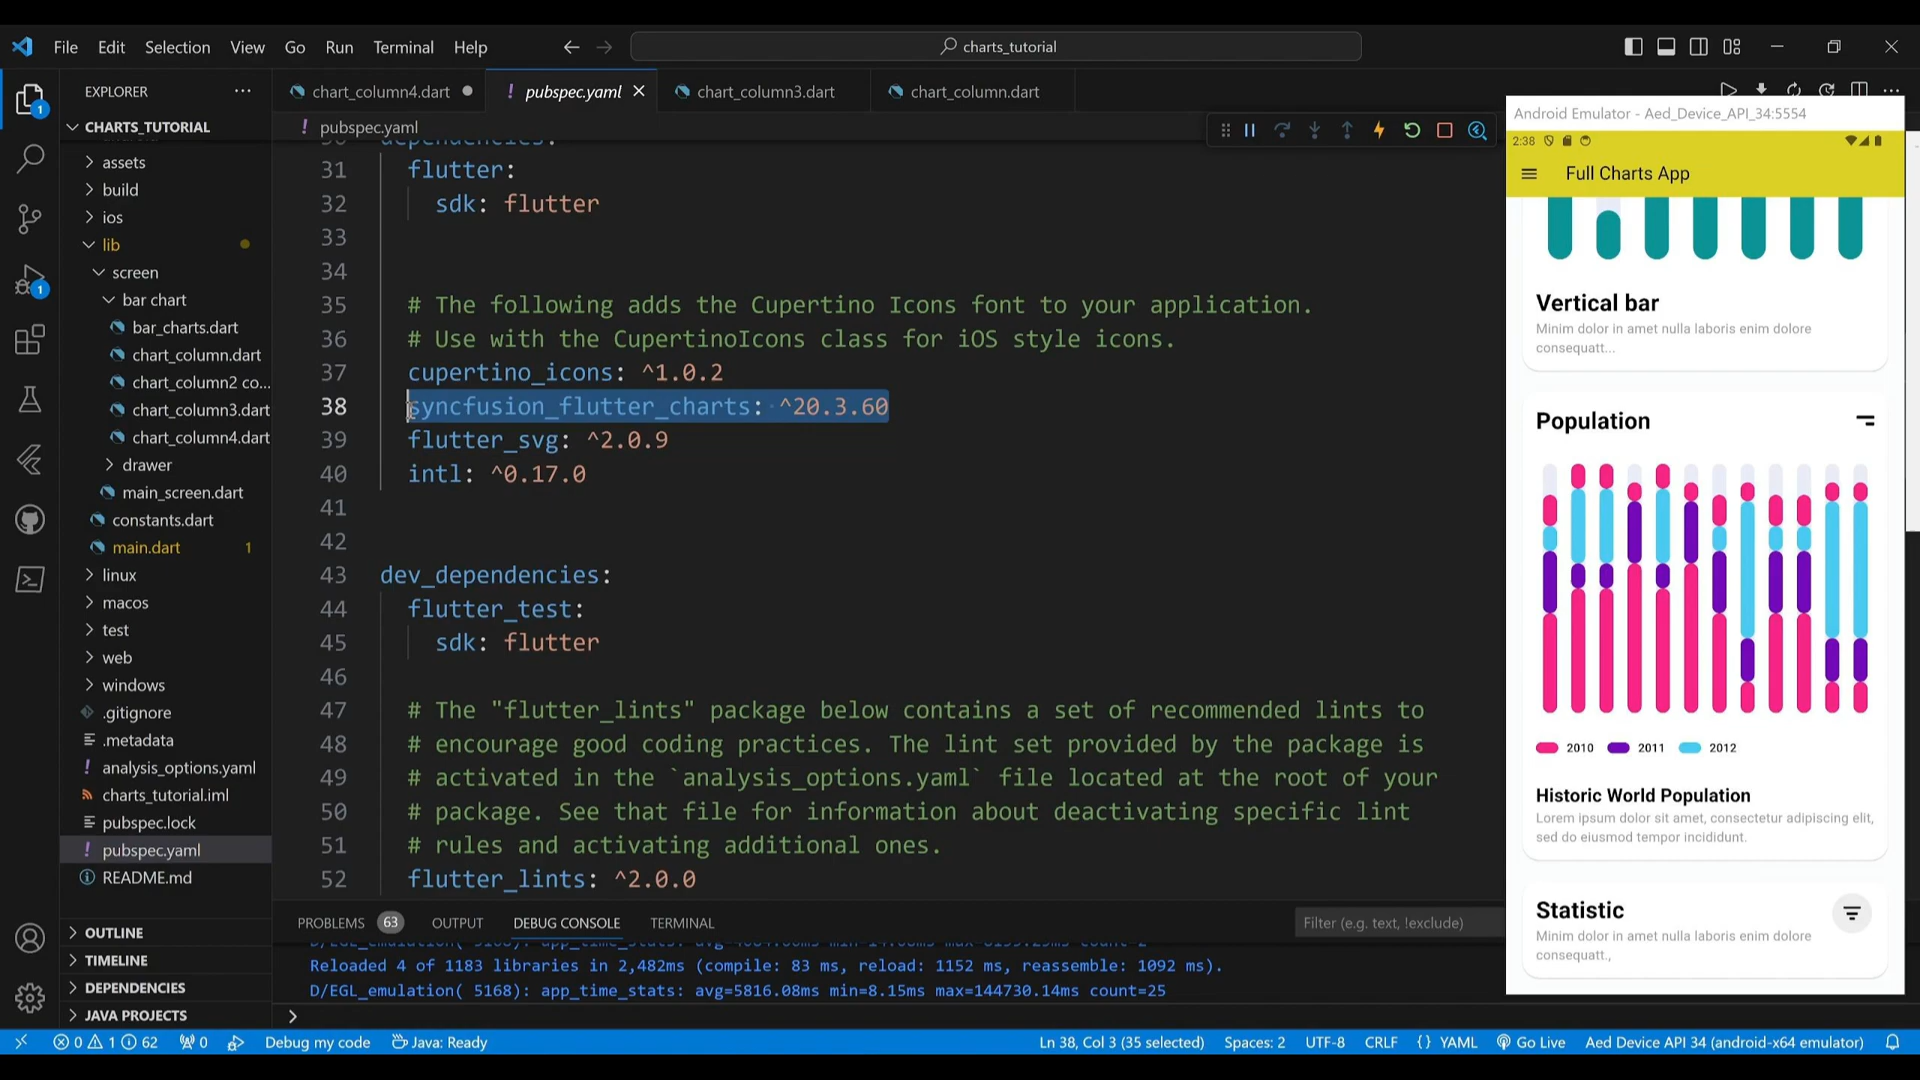 File Edit Selection View Go Run Terminal Help
charts_tutorial
EXPLORER
chart_column4.dart
pubspec.yaml
chart_column3.dart
chart_column.dart
CHARTS_TUTORIAL
assets
build
ios
lib
screen
bar chart
bar_charts.dart
chart_column.dart
chart_column2 co...
chart_column3.dart
chart_column4.dart
drawer
main_screen.dart
constants.dart
main.dart 1
linux
macos
test
web
windows
.gitignore
.metadata
analysis_options.yaml
charts_tutorial.iml
pubspec.lock
pubspec.yaml
README.md
OUTLINE
TIMELINE
DEPENDENCIES
JAVA PROJECTS
1
1
! pubspec.yaml
30 dependencies:
31 flutter:
32 sdk: flutter
33
34
35 # The following adds the Cupertino Icons font to your application.
36 # Use with the CupertinoIcons class for iOS style icons.
37 cupertino_icons: ^1.0.2
38 syncfusion_flutter_charts: ^20.3.60
39 flutter_svg: ^2.0.9
40 intl: ^0.17.0
41
42
43 dev_dependencies:
44 flutter_test:
45 sdk: flutter
46
47 # The "flutter_lints" package below contains a set of recommended lints to
48 # encourage good coding practices. The lint set provided by the package is
49 # activated in the `analysis_options.yaml` file located at the root of your
50 # package. See that file for information about deactivating specific lint
51 # rules and activating additional ones.
52 flutter_lints: ^2.0.0
PROBLEMS 63 OUTPUT DEBUG CONSOLE TERMINAL
Filter (e.g. text, !exclude)
Reloaded 4 of 1183 libraries in 2,482ms (compile: 83 ms, reload: 1152 ms, reassemble: 1092 ms).
D/EGL_emulation( 5168): app_time_stats: avg=5816.08ms min=8.15ms max=144730.14ms count=25
Android Emulator - Aed_Device_API_34:5554
2:38
Full Charts App
Vertical bar
Minim dolor in amet nulla laboris enim dolore
consequatt...
Population
2010 2011 2012
Historic World Population
Lorem ipsum dolor sit amet, consectetur adipiscing elit,
sed do eiusmod tempor incididunt.
Statistic
Minim dolor in amet nulla laboris enim dolore
consequatt.,
0 1 62 0 Debug my code Java: Ready Ln 38, Col 3 (35 selected) Spaces: 2 UTF-8 CRLF {} YAML Go Live Aed Device API 34 (android-x64 emulator)